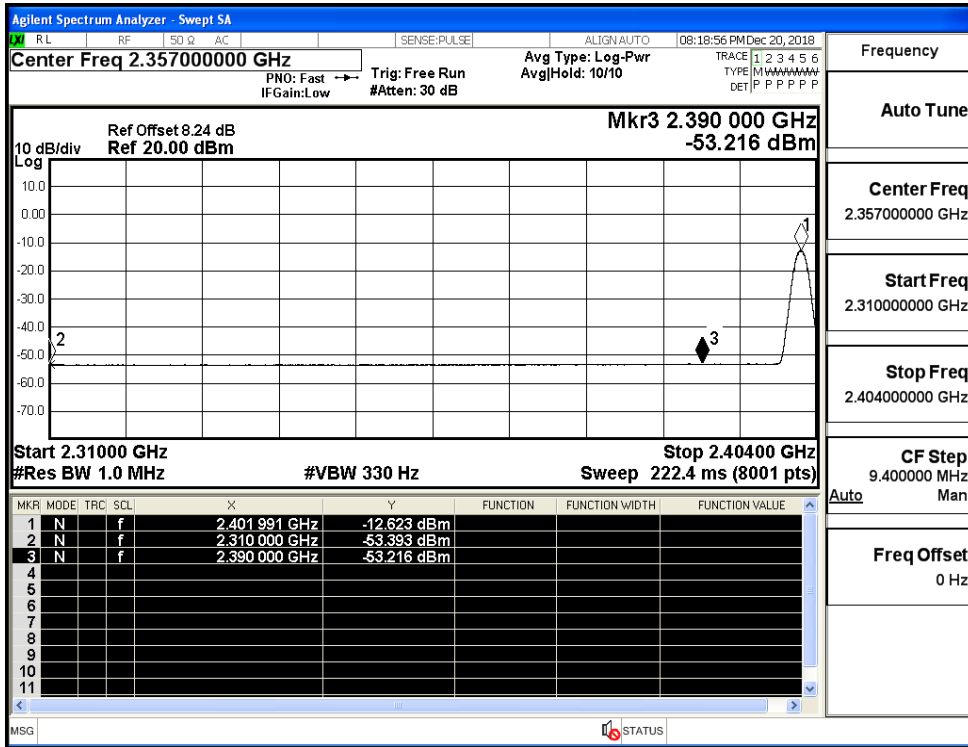 Agilent Spectrum Analyzer - Swept SA
LXI RL RF 50 Ω AC SENSE:PULSE ALIGN AUTO 08:18:56 PM Dec 20, 2018
Center Freq 2.357000000 GHz
PNO: Fast
IFGain:Low
Trig: Free Run
#Atten: 30 dB
Avg Type: Log-Pwr
Avg|Hold: 10/10
TRACE 1 2 3 4 5 6
TYPE M W W W W W
DET P P P P P P
Ref Offset 8.24 dB
10 dB/div Ref 20.00 dBm
Log
Mkr3 2.390 000 GHz
-53.216 dBm
10.0
0.00
-10.0
-20.0
-30.0
-40.0
-50.0
-60.0
-70.0
1
2
3
Start 2.31000 GHz Stop 2.40400 GHz
#Res BW 1.0 MHz #VBW 330 Hz Sweep 222.4 ms (8001 pts)
MKR MODE TRC SCL X Y FUNCTION FUNCTION WIDTH FUNCTION VALUE
1 N f 2.401 991 GHz -12.623 dBm
2 N f 2.310 000 GHz -53.393 dBm
3 N f 2.390 000 GHz -53.216 dBm
4
5
6
7
8
9
10
11
MSG STATUS
Frequency
Auto Tune
Center Freq
2.357000000 GHz
Start Freq
2.310000000 GHz
Stop Freq
2.404000000 GHz
CF Step
9.400000 MHz
Auto Man
Freq Offset
0 Hz